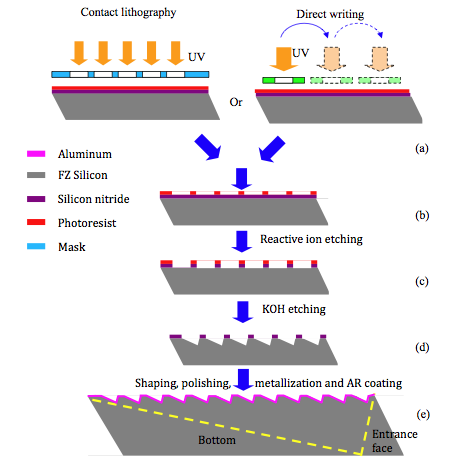 Contact lithography
Direct writing
UV
UV
Or
(a)
Aluminum
FZ Silicon
Silicon nitride
Photoresist
Mask
(b)
Reactive ion etching
(c)
KOH etching
(d)
Shaping, polishing, metallization and AR coating
(e)
Bottom
Entrance
face